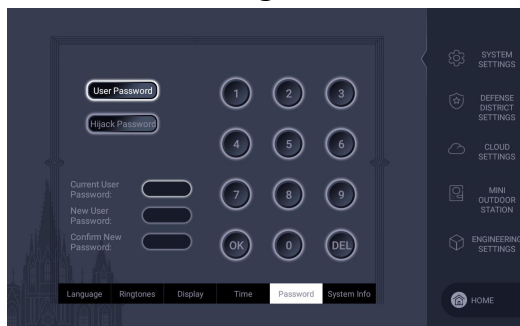 User Password
Hijack Password
1 2 3
4 5 6
7 8 9
OK 0 DEL
Current User
Password:
New User
Password:
Confirm New
Password:
Language Ringtones Display Time Password System Info
SYSTEM
SETTINGS
DEFENSE
DISTRICT
SETTINGS
CLOUD
SETTINGS
MINI
OUTDOOR
STATION
ENGINEERING
SETTINGS
HOME